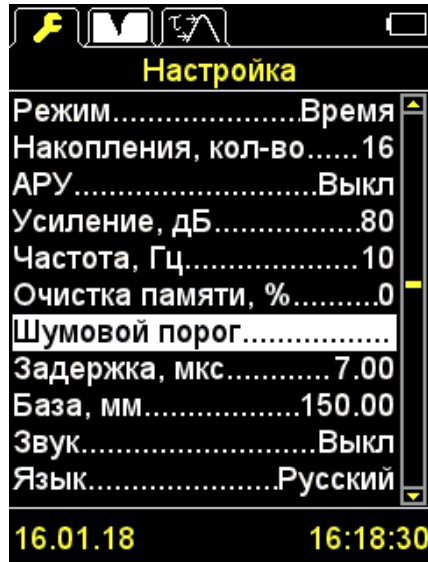 Настройка
Режим.....................Время
Накопления, кол-во......16
АРУ...........................Выкл
Усиление, дБ................80
Частота, Гц...................10
Очистка памяти, %..........0
Шумовой порог.................
Задержка, мкс............7.00
База, мм.................150.00
Звук..........................Выкл
Язык.....................Русский
16.01.18 16:18:30